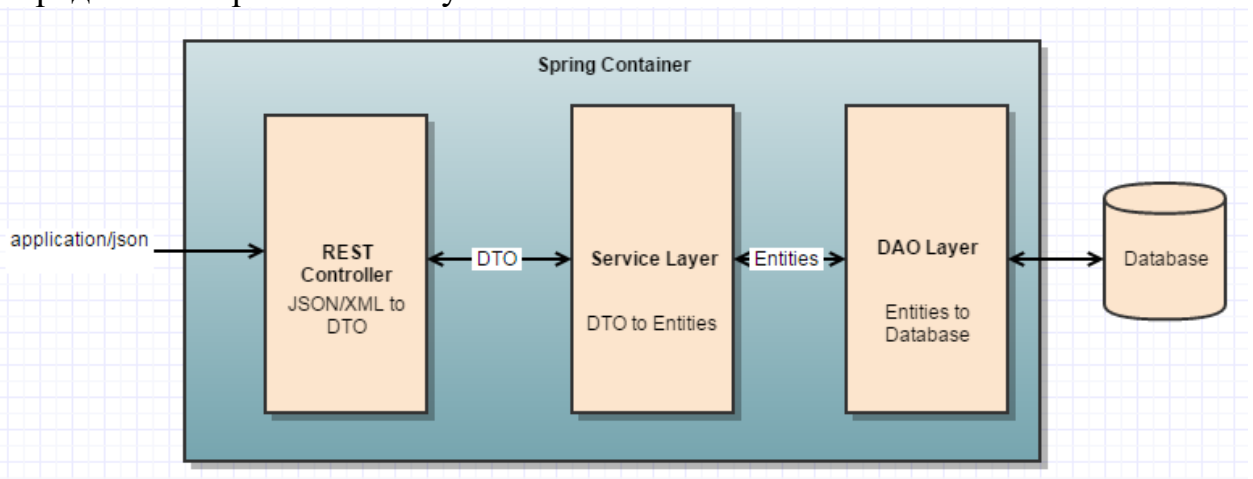 Spring Container
application/json
REST
Controller
JSON/XML to
DTO
DTO
Service Layer
DTO to Entities
Entities
DAO Layer
Entities to
Database
Database